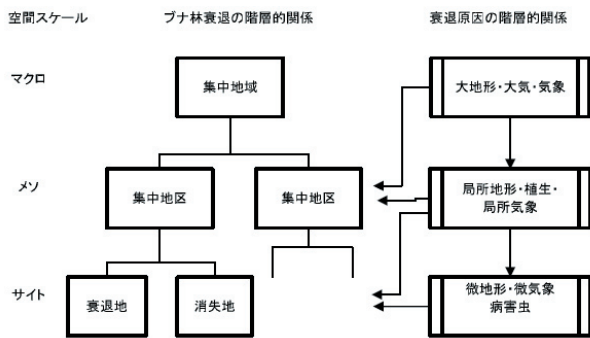 空間スケール
ブナ林衰退の階層的関係
衰退原因の階層的関係
マクロ
集中地域
大地形・大気・気象
メソ
集中地区
集中地区
局所地形・植生・
局所気象
サイト
衰退地
消失地
微地形・微気象
病害虫